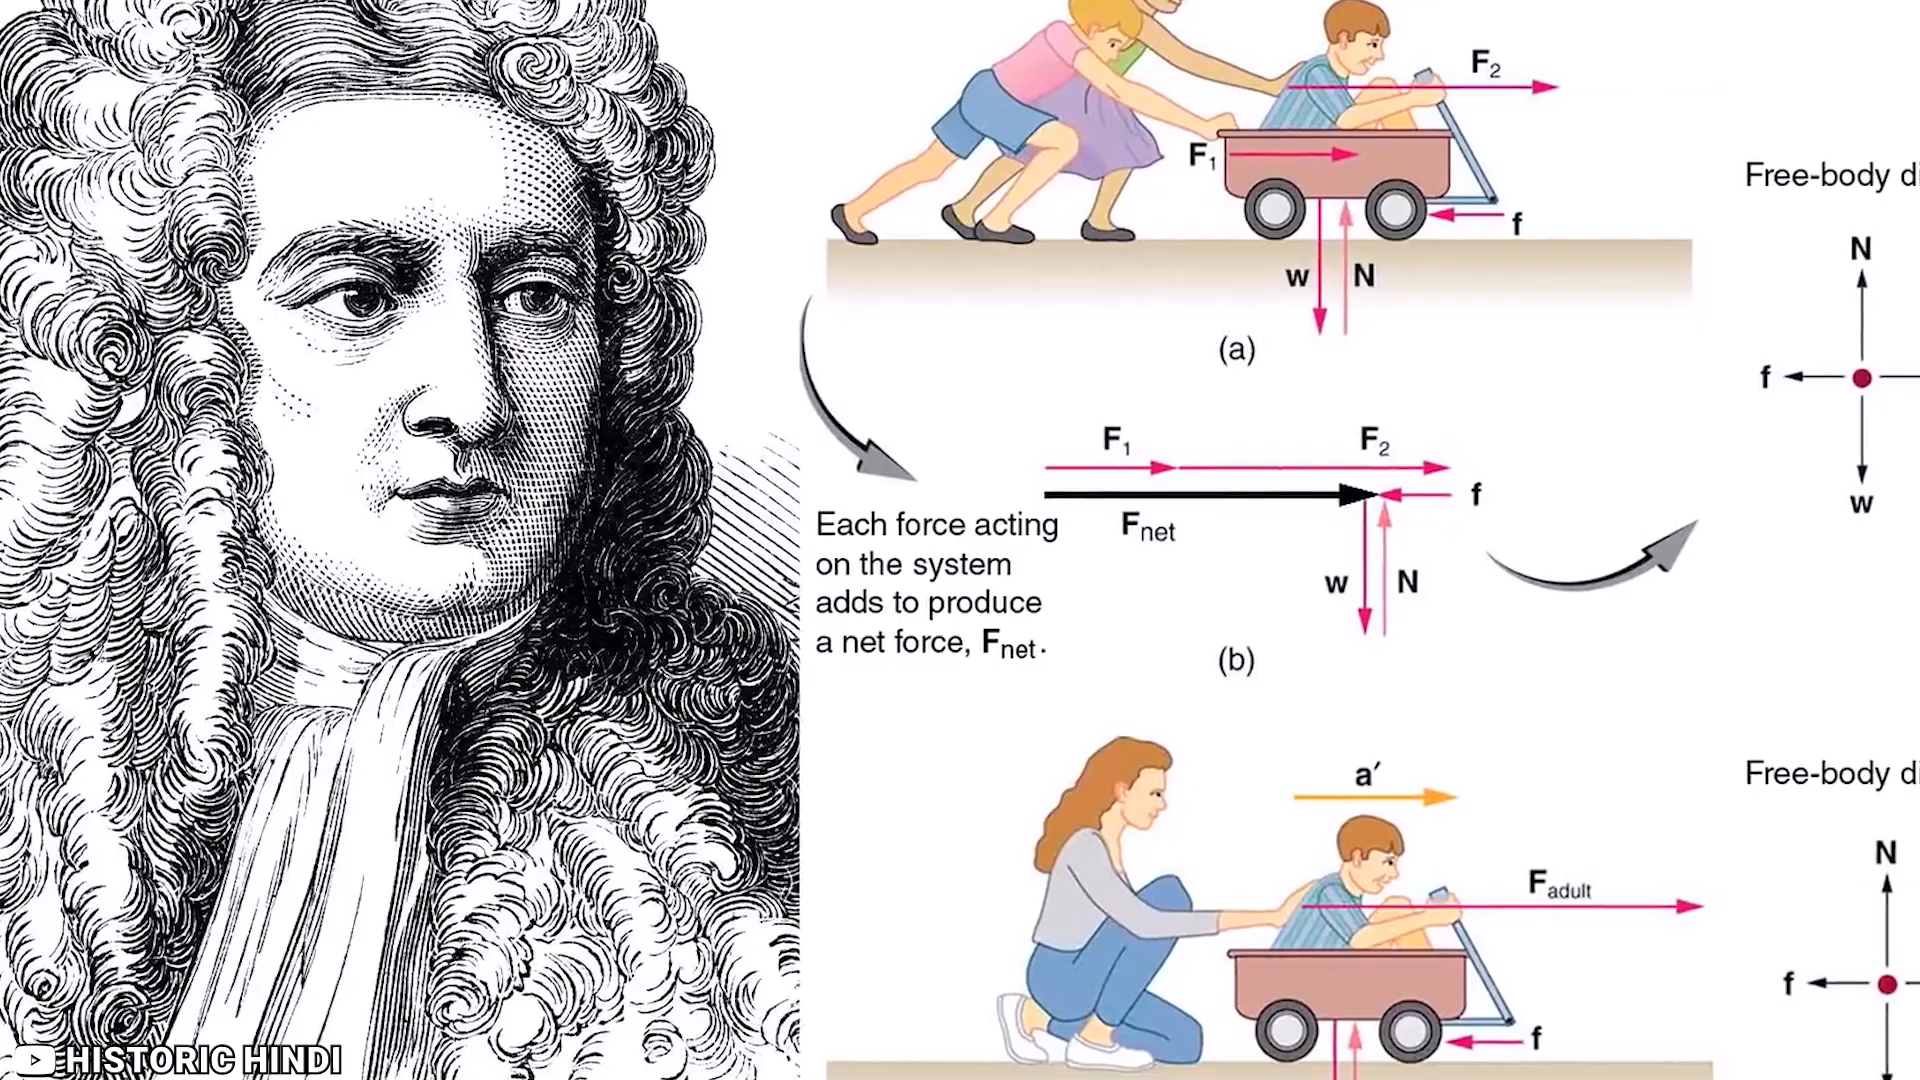 F2
F1
f
w
N
(a)
Free-body di
N
f
w
F1
F2
f
Fnet
w
N
(b)
Each force acting
on the system
adds to produce
a net force, Fnet.
a′
Fadult
f
Free-body di
N
f
HISTORIC HINDI